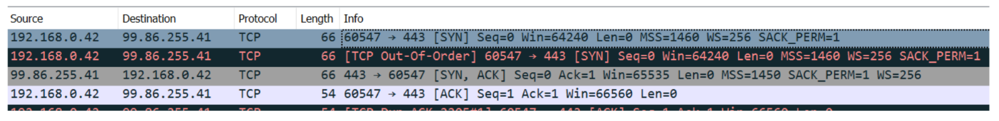 Source Destination Protocol Length Info
192.168.0.42 99.86.255.41 TCP 66 60547 → 443 [SYN] Seq=0 Win=64240 Len=0 MSS=1460 WS=256 SACK_PERM=1
192.168.0.42 99.86.255.41 TCP 66 [TCP Out-Of-Order] 60547 → 443 [SYN] Seq=0 Win=64240 Len=0 MSS=1460 WS=256 SACK_PERM=1
99.86.255.41 192.168.0.42 TCP 66 443 → 60547 [SYN, ACK] Seq=0 Ack=1 Win=65535 Len=0 MSS=1450 SACK_PERM=1 WS=256
192.168.0.42 99.86.255.41 TCP 54 60547 → 443 [ACK] Seq=1 Ack=1 Win=66560 Len=0